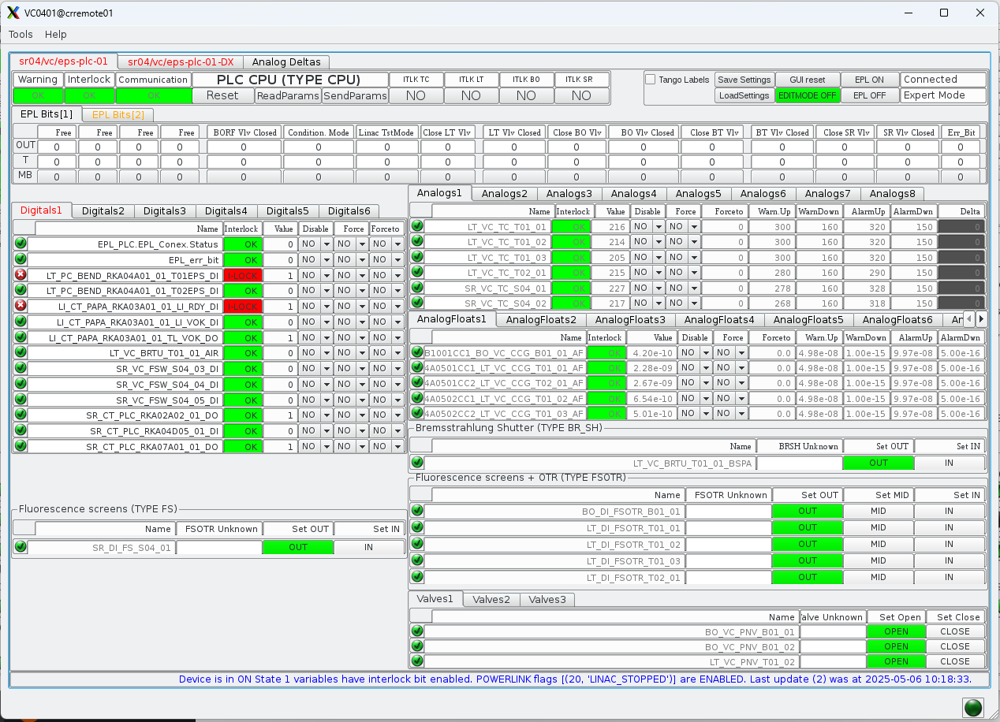 VC0401@crremote01
Tools Help
sr04/vc/eps-plc-01 sr04/vc/eps-plc-01-DX Analog Deltas
Warning Interlock Communication PLC CPU (TYPE CPU) ITLK TC ITLK LT ITLK BO ITLK SR Tango Labels Save Settings GUI reset EPL ON Connected
OK OK OK Reset ReadParams SendParams NO NO NO NO LoadSettings EDITMODE OFF EPL OFF Expert Mode
EPL Bits[1] EPL Bits[2]
Free Free Free Free BORF Vlv Closed Condition. Mode Linac TstMode Close LT Vlv LT Vlv Closed Close BO Vlv BO Vlv Closed Close BT Vlv BT Vlv Closed Close SR Vlv SR Vlv Closed Err_Bit
OUT 0 0 0 0 0 0 0 0 0 0 0 0 0 0 0 0
T 0 0 0 0 0 0 0 0 0 0 0 0 0 0 0 0
MB 0 0 0 0 0 0 0 0 0 0 0 0 0 0 0 0
Digitals1 Digitals2 Digitals3 Digitals4 Digitals5 Digitals6
Name Interlock Value Disable Force Forceto
EPL_PLC.EPL_Conex.Status OK 0 NO NO NO
EPL_err_bit OK 0 NO NO NO
LT_PC_BEND_RKA04A01_01_T01EPS_DI I-LOCK 1 NO NO NO
LT_PC_BEND_RKA04A01_01_T02EPS_DI OK 0 NO NO NO
LI_CT_PAPA_RKA03A01_01_LI_RDY_DI I-LOCK 1 NO NO NO
LI_CT_PAPA_RKA03A01_01_LI_VOK_DI OK 0 NO NO NO
LI_CT_PAPA_RKA03A01_01_TL_VOK_DO OK 1 NO NO NO
LT_VC_BRTU_T01_01_AIR OK 0 NO NO NO
SR_VC_FSW_S04_03_DI OK 0 NO NO NO
SR_VC_FSW_S04_04_DI OK 0 NO NO NO
SR_VC_FSW_S04_05_DI OK 0 NO NO NO
SR_CT_PLC_RKA02A02_01_DO OK 1 NO NO NO
SR_CT_PLC_RKA04D05_01_DI OK 0 NO NO NO
SR_CT_PLC_RKA07A01_01_DO OK 1 NO NO NO
Fluorescence screens (TYPE FS)
Name FSOTR Unknown Set OUT Set IN
SR_DI_FS_S04_01 OUT IN
Analogs1 Analogs2 Analogs3 Analogs4 Analogs5 Analogs6 Analogs7 Analogs8
Name Interlock Value Disable Force Forceto Warn.Up WarnDown AlarmUp AlarmDwn Delta
LT_VC_TC_T01_01 OK 216 NO NO 0 300 160 320 150 0
LT_VC_TC_T01_02 OK 214 NO NO 0 300 160 320 150 0
LT_VC_TC_T01_03 OK 205 NO NO 0 300 160 320 150 0
LT_VC_TC_T02_01 OK 215 NO NO 0 280 160 290 150 0
SR_VC_TC_S04_01 OK 227 NO NO 0 278 160 328 150 0
SR_VC_TC_S04_02 OK 217 NO NO 0 268 160 318 150 0
AnalogFloats1 AnalogFloats2 AnalogFloats3 AnalogFloats4 AnalogFloats5 AnalogFloats6 Ar
Name Interlock Value Disable Force Forceto Warn.Up WarnDown AlarmUp AlarmDwn
B1001CC1_BO_VC_CCG_B01_01_AF OK 4.20e-10 NO NO 0.0 4.98e-08 1.00e-15 9.97e-08 5.00e-16
4A0501CC1_LT_VC_CCG_T01_01_AF OK 2.28e-09 NO NO 0.0 4.98e-08 1.00e-15 9.97e-08 5.00e-16
4A0501CC2_LT_VC_CCG_T02_01_AF OK 2.67e-09 NO NO 0.0 4.98e-08 1.00e-15 9.97e-08 5.00e-16
4A0502CC1_LT_VC_CCG_T01_02_AF OK 6.54e-10 NO NO 0.0 4.98e-08 1.00e-15 9.97e-08 5.00e-16
4A0502CC2_LT_VC_CCG_T01_03_AF OK 5.01e-10 NO NO 0.0 4.98e-08 1.00e-15 9.97e-08 5.00e-16
Bremsstrahlung Shutter (TYPE BR_SH)
Name BRSH Unknown Set OUT Set IN
LT_VC_BRTU_T01_01_BSPA OUT IN
Fluorescence screens + OTR (TYPE FSOTR)
Name FSOTR Unknown Set OUT Set MID Set IN
BO_DI_FSOTR_B01_01 OUT MID IN
LT_DI_FSOTR_T01_01 OUT MID IN
LT_DI_FSOTR_T01_02 OUT MID IN
LT_DI_FSOTR_T01_03 OUT MID IN
LT_DI_FSOTR_T02_01 OUT MID IN
Valves1 Valves2 Valves3
Name alve Unknown Set Open Set Close
BO_VC_PNV_B01_01 OPEN CLOSE
BO_VC_PNV_B01_02 OPEN CLOSE
LT_VC_PNV_T01_02 OPEN CLOSE
Device is in ON State 1 variables have interlock bit enabled. POWERLINK flags [(20, 'LINAC_STOPPED')] are ENABLED. Last update (2) was at 2025-05-06 10:18:33.